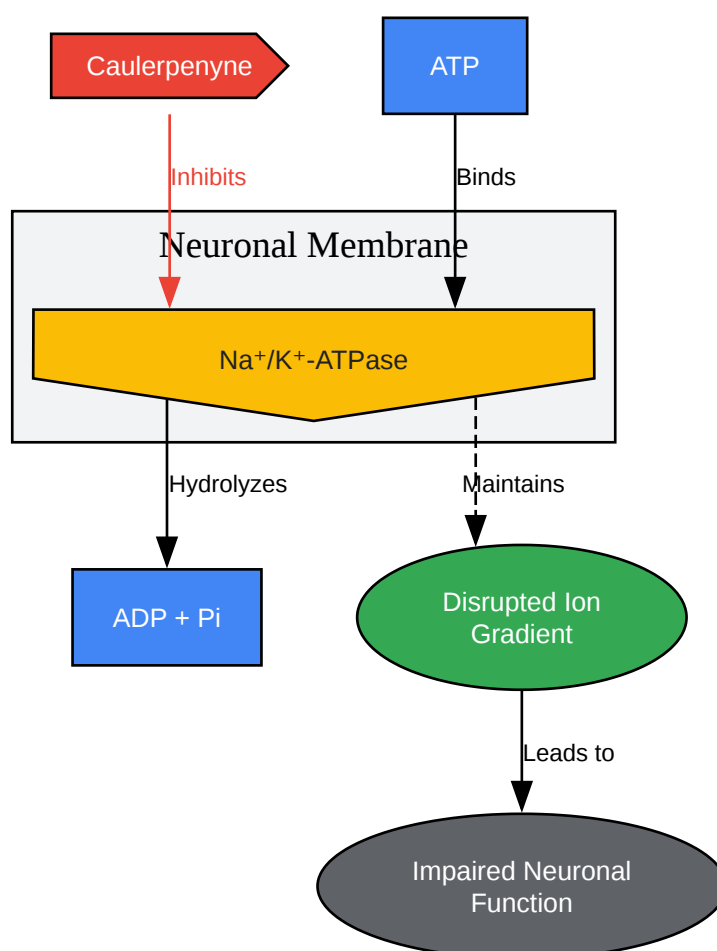 Caulerpenyne
ATP
Inhibits
Binds
Neuronal Membrane
Na⁺/K⁺-ATPase
Hydrolyzes
Maintains
ADP + Pi
Disrupted Ion
Gradient
Leads to
Impaired Neuronal
Function